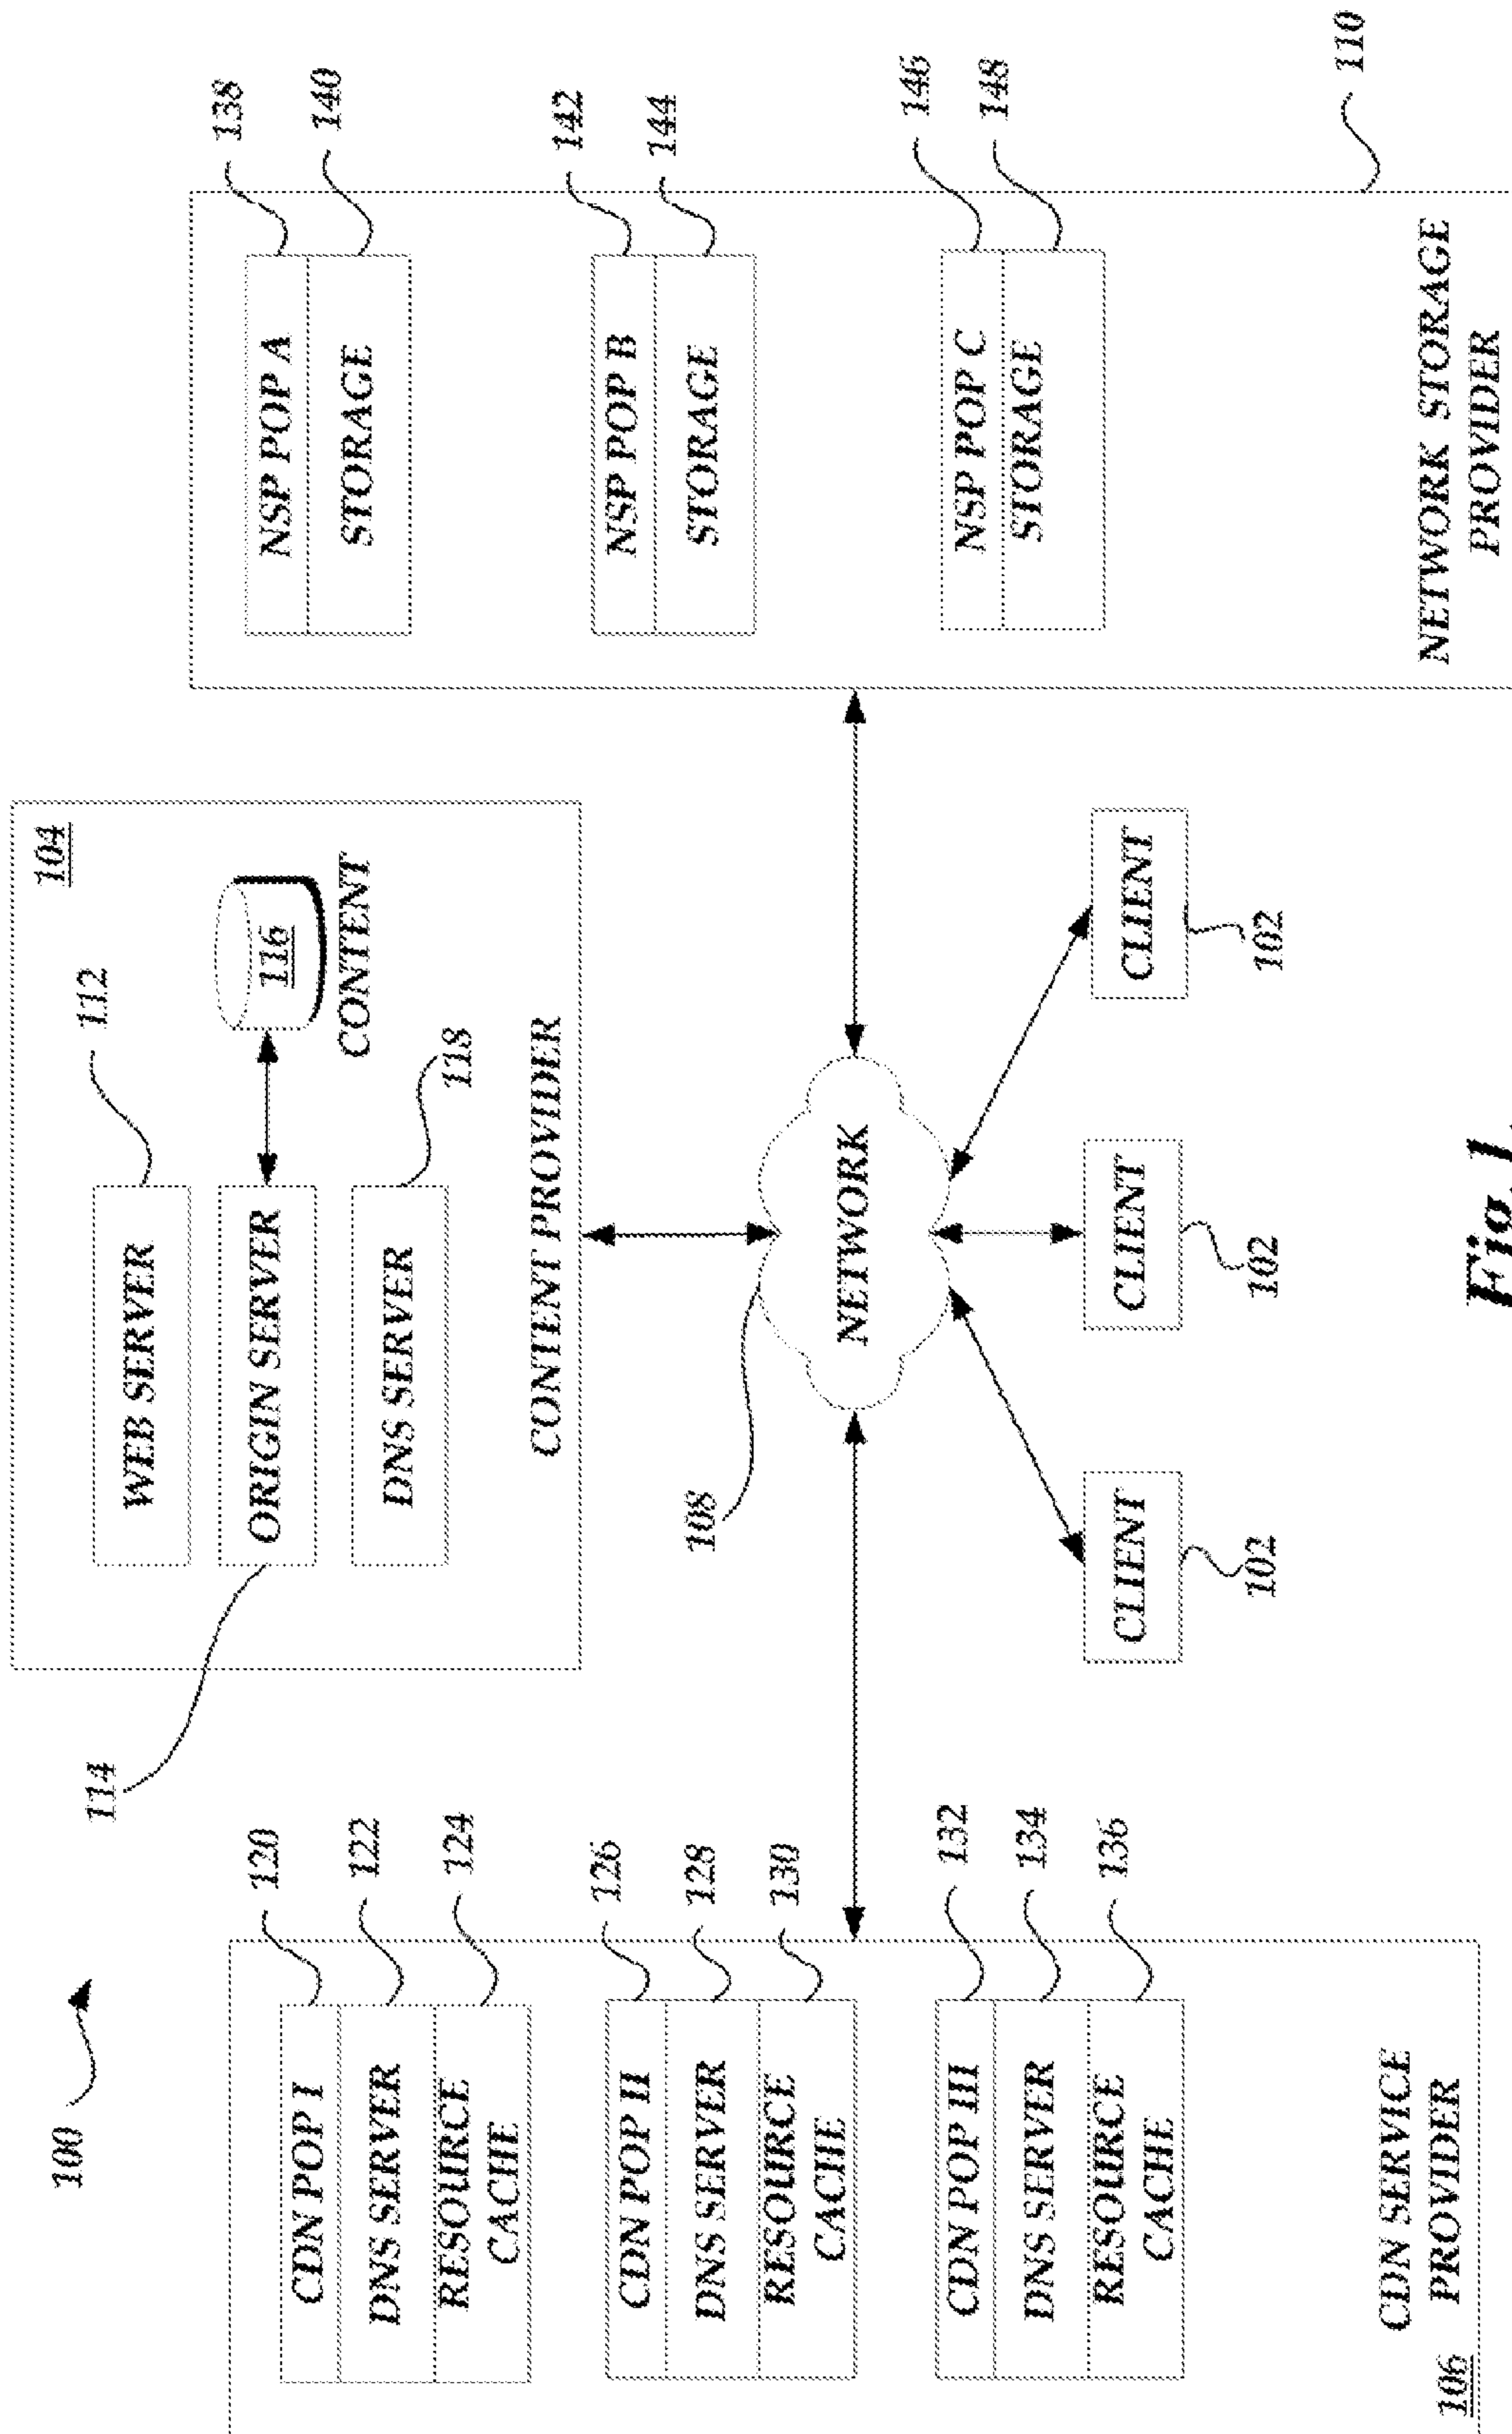 100
104
WEB SERVER
112
ORIGIN SERVER
114
116
CONTENT
DNS SERVER
118
CONTENT PROVIDER
CDN POP I
120
DNS SERVER
122
RESOURCE
CACHE
124
CDN POP II
126
DNS SERVER
128
RESOURCE
CACHE
130
CDN POP III
132
DNS SERVER
134
RESOURCE
CACHE
136
CDN SERVICE
PROVIDER
106
108
NETWORK
CLIENT
102
CLIENT
102
CLIENT
102
NSP POP A
138
STORAGE
140
NSP POP B
142
STORAGE
144
NSP POP C
146
STORAGE
148
NETWORK STORAGE
PROVIDER
110
Fig.1.